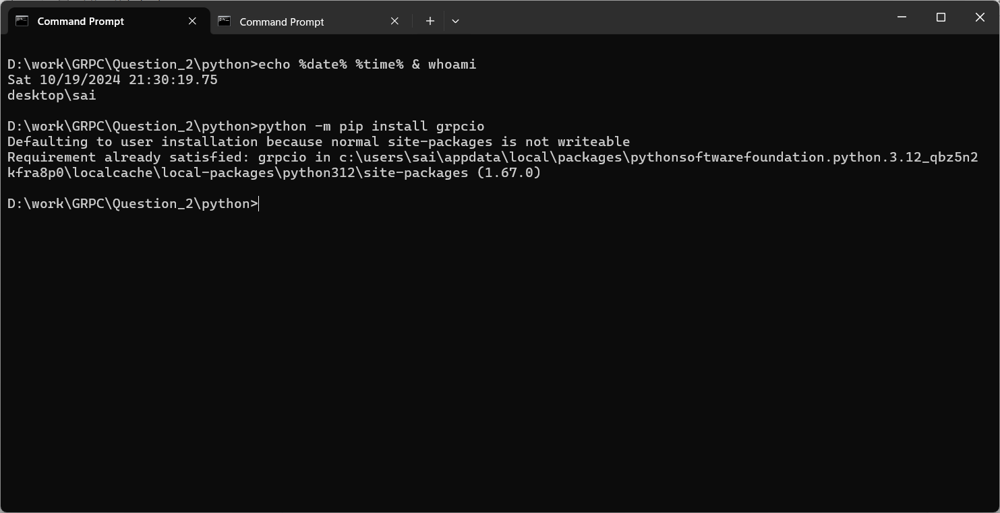 Command Prompt
Command Prompt
D:\work\GRPC\Question_2\python>echo %date% %time% & whoami
Sat 10/19/2024 21:30:19.75
desktop\sai
D:\work\GRPC\Question_2\python>python -m pip install grpcio
Defaulting to user installation because normal site-packages is not writeable
Requirement already satisfied: grpcio in c:\users\sai\appdata\local\packages\pythonsoftwarefoundation.python.3.12_qbz5n2
kfra8p0\localcache\local-packages\python312\site-packages (1.67.0)
D:\work\GRPC\Question_2\python>